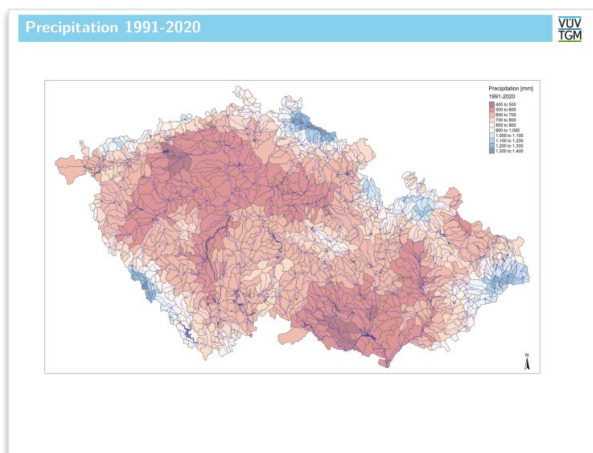 Precipitation 1991-2020
VÚV
TGM
Precipitation [mm]
1991-2020
400 to 500
500 to 600
600 to 700
700 to 800
800 to 900
900 to 1,000
1,000 to 1,100
1,100 to 1,200
1,200 to 1,300
1,300 to 1,400
N